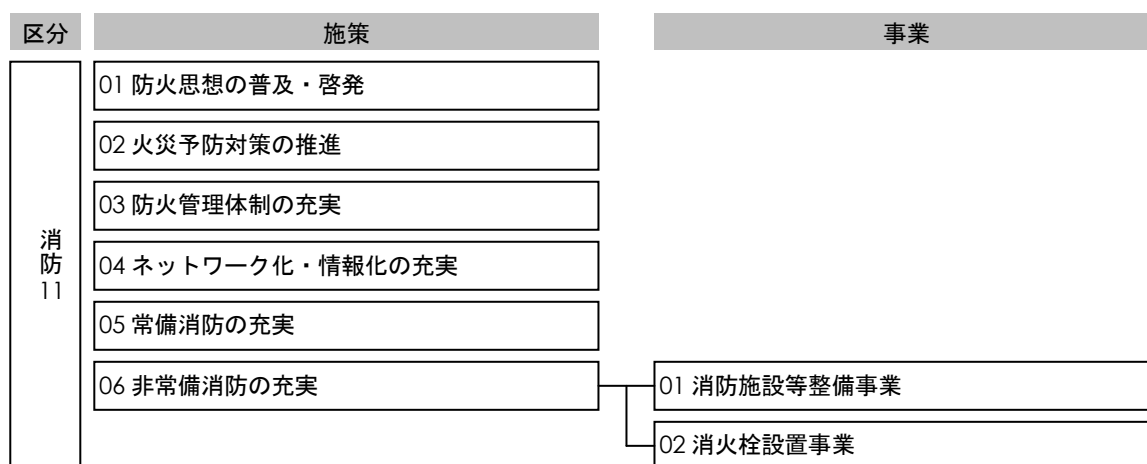 区分 施策 事業
消防11
01 防火思想の普及・啓発
02 火災予防対策の推進
03 防火管理体制の充実
04 ネットワーク化・情報化の充実
05 常備消防の充実
06 非常備消防の充実 01 消防施設等整備事業
02 消火栓設置事業